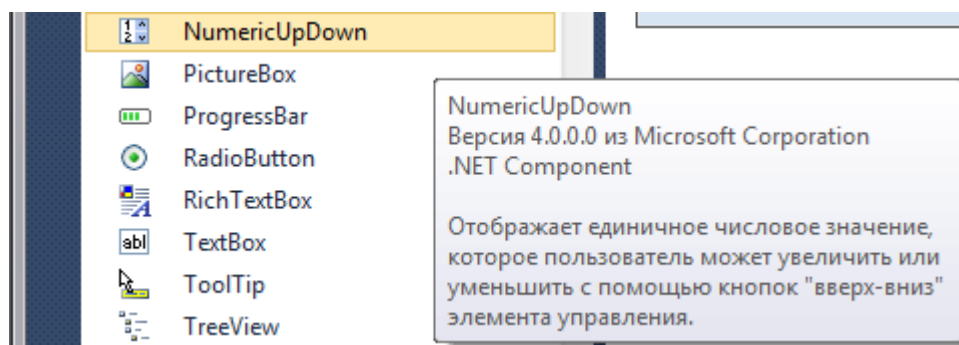 NumericUpDown
PictureBox
ProgressBar
RadioButton
RichTextBox
TextBox
ToolTip
TreeView
NumericUpDown
Версия 4.0.0.0 из Microsoft Corporation
.NET Component
Отображает единичное числовое значение,
которое пользователь может увеличить или
уменьшить с помощью кнопок "вверх-вниз"
элемента управления.